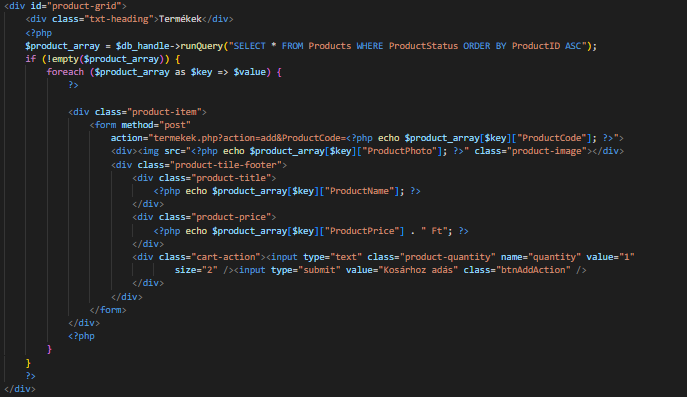 <div id="product-grid">
<div class="txt-heading">Termékek</div>
<?php
$product_array = $db_handle->runQuery("SELECT * FROM Products WHERE ProductStatus ORDER BY ProductID ASC");
if (!empty($product_array)) {
foreach ($product_array as $key => $value) {
?>
<div class="product-item">
<form method="post"
action="termekek.php?action=add&ProductCode=<?php echo $product_array[$key]["ProductCode"]; ?>">
<div><img src="<?php echo $product_array[$key]["ProductPhoto"]; ?>" class="product-image"></div>
<div class="product-tile-footer">
<div class="product-title">
<?php echo $product_array[$key]["ProductName"]; ?>
</div>
<div class="product-price">
<?php echo $product_array[$key]["ProductPrice"] . " Ft"; ?>
</div>
<div class="cart-action"><input type="text" class="product-quantity" name="quantity" value="1"
size="2" /><input type="submit" value="Kosárhoz adás" class="btnAddAction" />
</div>
</div>
</form>
</div>
<?php
}
}
?>
</div>